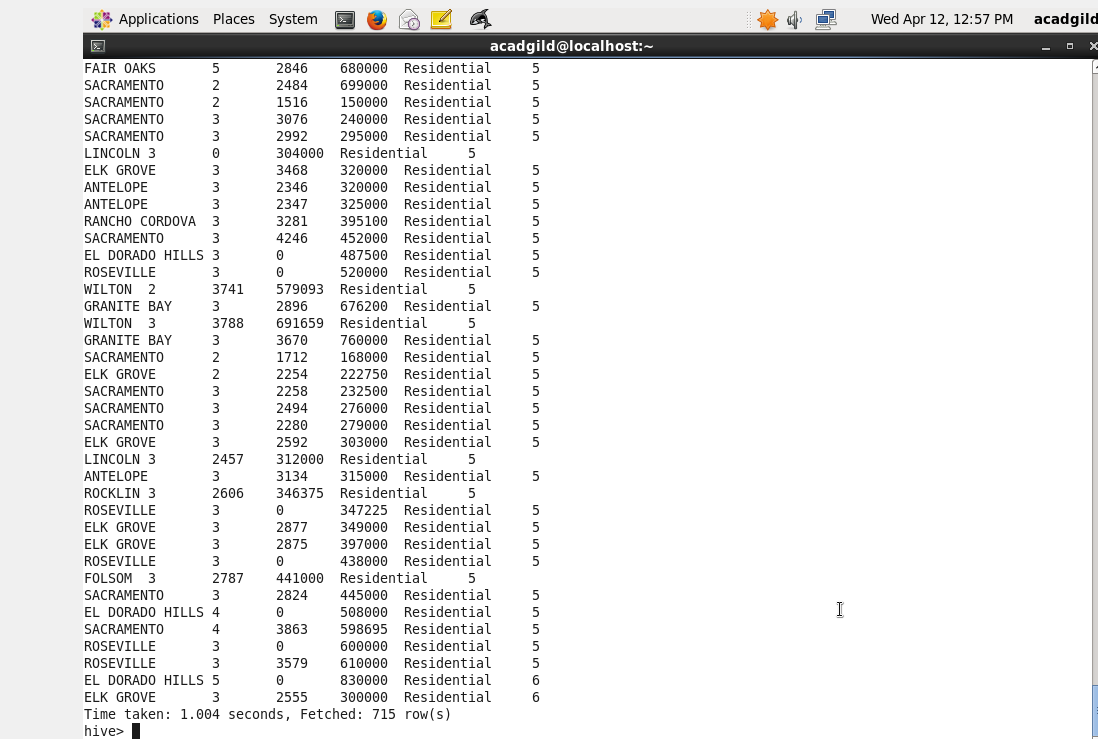 Applications Places System Wed Apr 12, 12:57 PM acadgild
acadgild@localhost:~
FAIR OAKS 5 2846 680000 Residential 5
SACRAMENTO 2 2484 699000 Residential 5
SACRAMENTO 2 1516 150000 Residential 5
SACRAMENTO 3 3076 240000 Residential 5
SACRAMENTO 3 2992 295000 Residential 5
LINCOLN 3 0 304000 Residential 5
ELK GROVE 3 3468 320000 Residential 5
ANTELOPE 3 2346 320000 Residential 5
ANTELOPE 3 2347 325000 Residential 5
RANCHO CORDOVA 3 3281 395100 Residential 5
SACRAMENTO 3 4246 452000 Residential 5
EL DORADO HILLS 3 0 487500 Residential 5
ROSEVILLE 3 0 520000 Residential 5
WILTON 2 3741 579093 Residential 5
GRANITE BAY 3 2896 676200 Residential 5
WILTON 3 3788 691659 Residential 5
GRANITE BAY 3 3670 760000 Residential 5
SACRAMENTO 2 1712 168000 Residential 5
ELK GROVE 2 2254 222750 Residential 5
SACRAMENTO 3 2258 232500 Residential 5
SACRAMENTO 3 2494 276000 Residential 5
SACRAMENTO 3 2280 279000 Residential 5
ELK GROVE 3 2592 303000 Residential 5
LINCOLN 3 2457 312000 Residential 5
ANTELOPE 3 3134 315000 Residential 5
ROCKLIN 3 2606 346375 Residential 5
ROSEVILLE 3 0 347225 Residential 5
ELK GROVE 3 2877 349000 Residential 5
ELK GROVE 3 2875 397000 Residential 5
ROSEVILLE 3 0 438000 Residential 5
FOLSOM 3 2787 441000 Residential 5
SACRAMENTO 3 2824 445000 Residential 5
EL DORADO HILLS 4 0 508000 Residential 5
SACRAMENTO 4 3863 598695 Residential 5
ROSEVILLE 3 0 600000 Residential 5
ROSEVILLE 3 3579 610000 Residential 5
EL DORADO HILLS 5 0 830000 Residential 6
ELK GROVE 3 2555 300000 Residential 6
Time taken: 1.004 seconds, Fetched: 715 row(s)
hive>